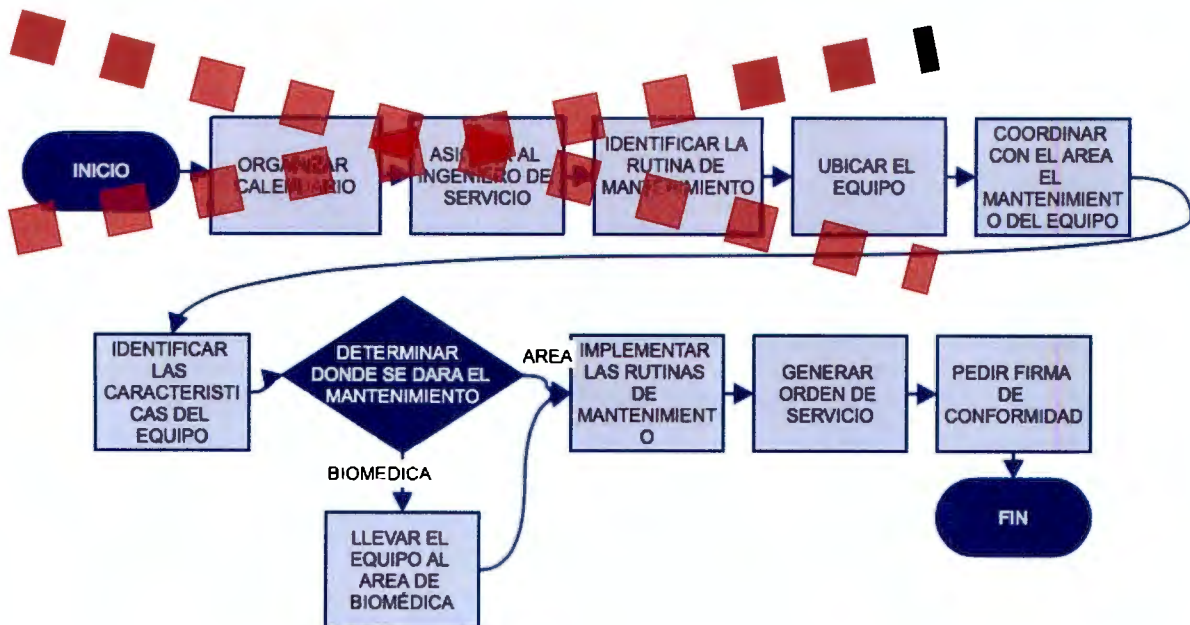 INICIO
ORGANIZAR
CALENDARIO
AL
INGENIERO DE
SERVICIO
IDENTIFICAR LA
RUTINA DE
MANTENIMIENTO
UBICAR EL
EQUIPO
COORDINAR
CON EL AREA
EL
MANTENIMIENT
O DEL EQUIPO
IDENTIFICAR
LAS
CARACTERISTI
CAS DEL
EQUIPO
DETERMINAR
DONDE SE DARA EL
MANTENIMIENTO
AREA
BIOMEDICA
LLEVAR EL
EQUIPO AL
AREA DE
BIOMÉDICA
IMPLEMENTAR
LAS RUTINAS
DE
MANTENIMIENT
O
GENERAR
ORDEN DE
SERVICIO
PEDIR FIRMA
DE
CONFORMIDAD
FIN